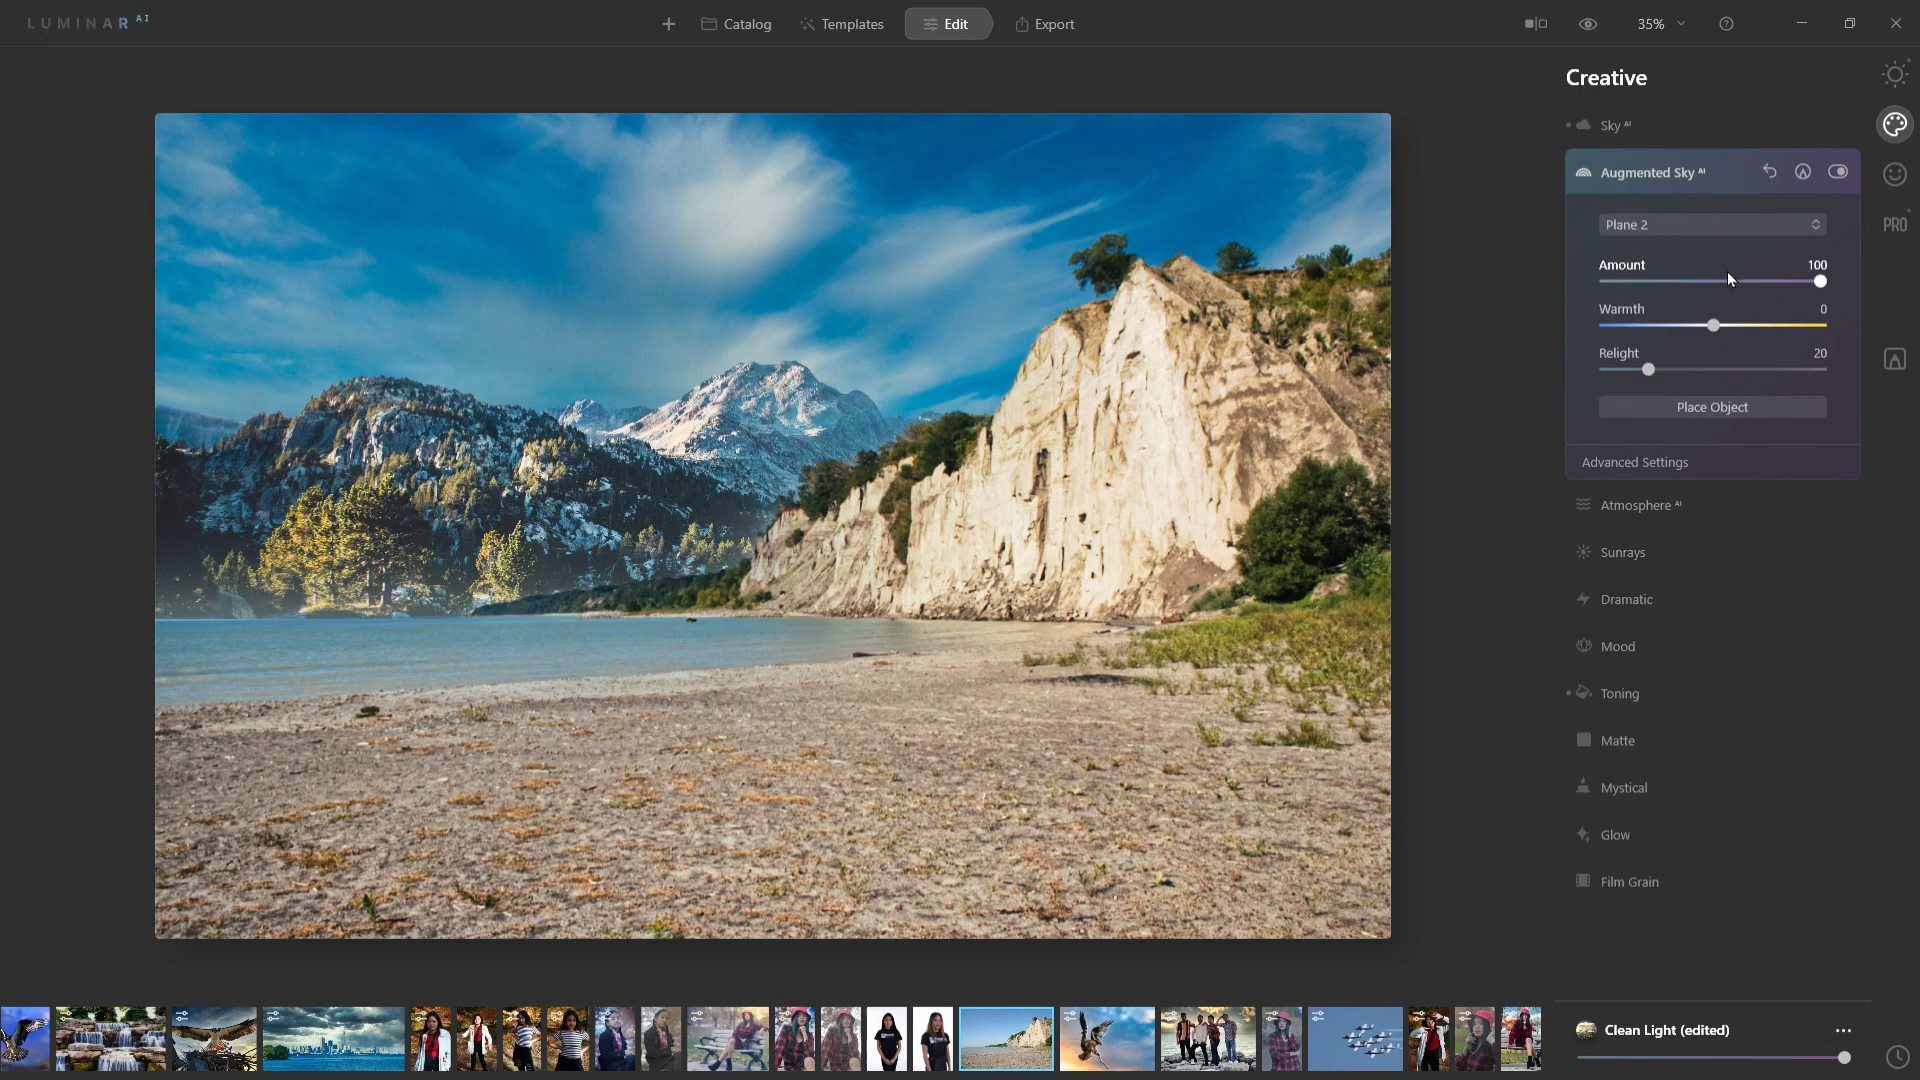 LUMINAR AI
Catalog
Templates
Edit
Export
35%
Creative
Sky AI
Augmented Sky AI
Plane 2
Amount 100
Warmth 0
Relight 20
Place Object
Advanced Settings
Atmosphere AI
Sunrays
Dramatic
Mood
Toning
Matte
Mystical
Glow
Film Grain
PRO
Clean Light (edited)